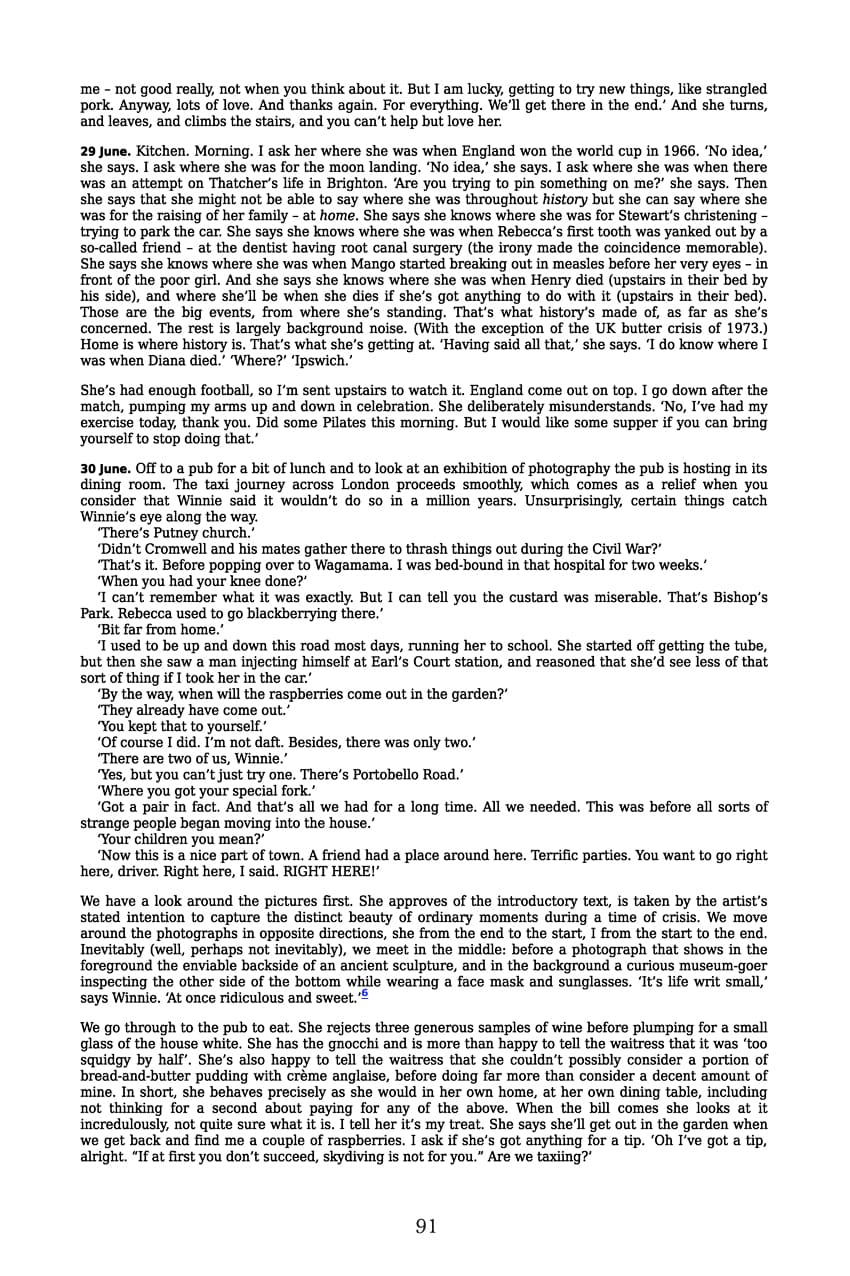 me – not good really, not when you think about it. But I am lucky, getting to try new things, like strangled
pork. Anyway, lots of love. And thanks again. For everything. We’ll get there in the end.’ And she turns,
and leaves, and climbs the stairs, and you can’t help but love her.
29 June. Kitchen. Morning. I ask her where she was when England won the world cup in 1966. ‘No idea,’
she says. I ask where she was for the moon landing. ‘No idea,’ she says. I ask where she was when there
was an attempt on Thatcher’s life in Brighton. ‘Are you trying to pin something on me?’ she says. Then
she says that she might not be able to say where she was throughout history but she can say where she
was for the raising of her family – at home. She says she knows where she was for Stewart’s christening –
trying to park the car. She says she knows where she was when Rebecca’s first tooth was yanked out by a
so-called friend – at the dentist having root canal surgery (the irony made the coincidence memorable).
She says she knows where she was when Mango started breaking out in measles before her very eyes – in
front of the poor girl. And she says she knows where she was when Henry died (upstairs in their bed by
his side), and where she’ll be when she dies if she’s got anything to do with it (upstairs in their bed).
Those are the big events, from where she’s standing. That’s what history’s made of, as far as she’s
concerned. The rest is largely background noise. (With the exception of the UK butter crisis of 1973.)
Home is where history is. That’s what she’s getting at. ‘Having said all that,’ she says. ‘I do know where I
was when Diana died.’ ‘Where?’ ‘Ipswich.’
She’s had enough football, so I’m sent upstairs to watch it. England come out on top. I go down after the
match, pumping my arms up and down in celebration. She deliberately misunderstands. ‘No, I’ve had my
exercise today, thank you. Did some Pilates this morning. But I would like some supper if you can bring
yourself to stop doing that.’
30 June. Off to a pub for a bit of lunch and to look at an exhibition of photography the pub is hosting in its
dining room. The taxi journey across London proceeds smoothly, which comes as a relief when you
consider that Winnie said it wouldn’t do so in a million years. Unsurprisingly, certain things catch
Winnie’s eye along the way.
‘There’s Putney church.’
‘Didn’t Cromwell and his mates gather there to thrash things out during the Civil War?’
‘That’s it. Before popping over to Wagamama. I was bed-bound in that hospital for two weeks.’
‘When you had your knee done?’
‘I can’t remember what it was exactly. But I can tell you the custard was miserable. That’s Bishop’s
Park. Rebecca used to go blackberrying there.’
‘Bit far from home.’
‘I used to be up and down this road most days, running her to school. She started off getting the tube,
but then she saw a man injecting himself at Earl’s Court station, and reasoned that she’d see less of that
sort of thing if I took her in the car.’
‘By the way, when will the raspberries come out in the garden?’
‘They already have come out.’
‘You kept that to yourself.’
‘Of course I did. I’m not daft. Besides, there was only two.’
‘There are two of us, Winnie.’
‘Yes, but you can’t just try one. There’s Portobello Road.’
‘Where you got your special fork.’
‘Got a pair in fact. And that’s all we had for a long time. All we needed. This was before all sorts of
strange people began moving into the house.’
‘Your children you mean?’
‘Now this is a nice part of town. A friend had a place around here. Terrific parties. You want to go right
here, driver. Right here, I said. RIGHT HERE!’
We have a look around the pictures first. She approves of the introductory text, is taken by the artist’s
stated intention to capture the distinct beauty of ordinary moments during a time of crisis. We move
around the photographs in opposite directions, she from the end to the start, I from the start to the end.
Inevitably (well, perhaps not inevitably), we meet in the middle: before a photograph that shows in the
foreground the enviable backside of an ancient sculpture, and in the background a curious museum-goer
inspecting the other side of the bottom while wearing a face mask and sunglasses. ‘It’s life writ small,’
says Winnie. ‘At once ridiculous and sweet.’6
We go through to the pub to eat. She rejects three generous samples of wine before plumping for a small
glass of the house white. She has the gnocchi and is more than happy to tell the waitress that it was ‘too
squidgy by half’. She’s also happy to tell the waitress that she couldn’t possibly consider a portion of
bread-and-butter pudding with crème anglaise, before doing far more than consider a decent amount of
mine. In short, she behaves precisely as she would in her own home, at her own dining table, including
not thinking for a second about paying for any of the above. When the bill comes she looks at it
incredulously, not quite sure what it is. I tell her it’s my treat. She says she’ll get out in the garden when
we get back and find me a couple of raspberries. I ask if she’s got anything for a tip. ‘Oh I’ve got a tip,
alright. “If at first you don’t succeed, skydiving is not for you.” Are we taxiing?’
91